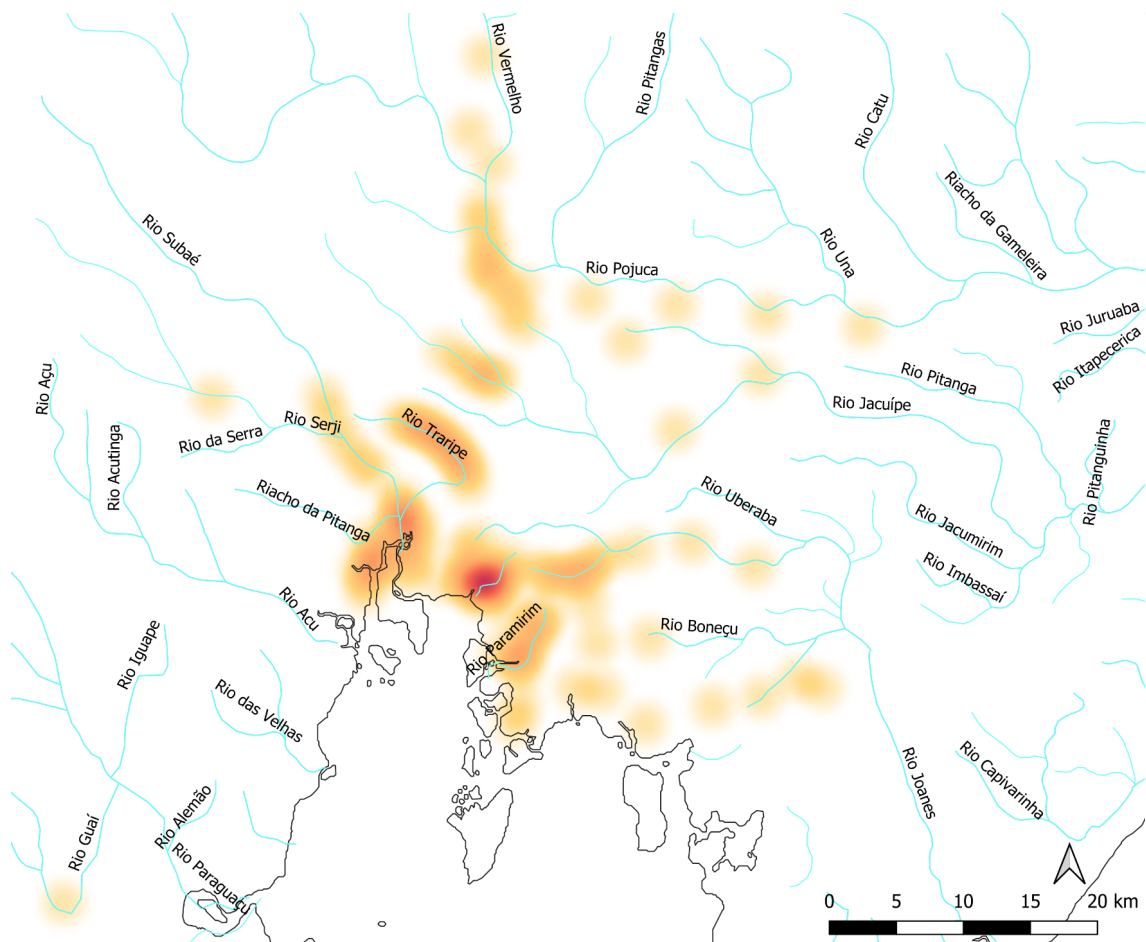 Rio Vermelho
Rio Pitangas
Rio Catu
Riacho da Gameleira
Rio Subaé
Rio Una
Rio Pojuca
Rio Juruaba
Rio Itapecerica
Rio Açu
Rio Pitanga
Rio Jacuípe
Rio Traripe
Rio Serji
Rio da Serra
Rio Acutinga
Rio Pitanguinha
Riacho da Pitanga
Rio Uberaba
Rio Jacumirim
Rio Imbassaí
Rio Acu
Rio Paramirim
Rio Boneçu
Rio Iguape
Rio das Velhas
Rio Joanes
Rio Capivarinha
Rio Alemão
Rio Guaí
Rio Paraguaçu
0 5 10 15 20 km